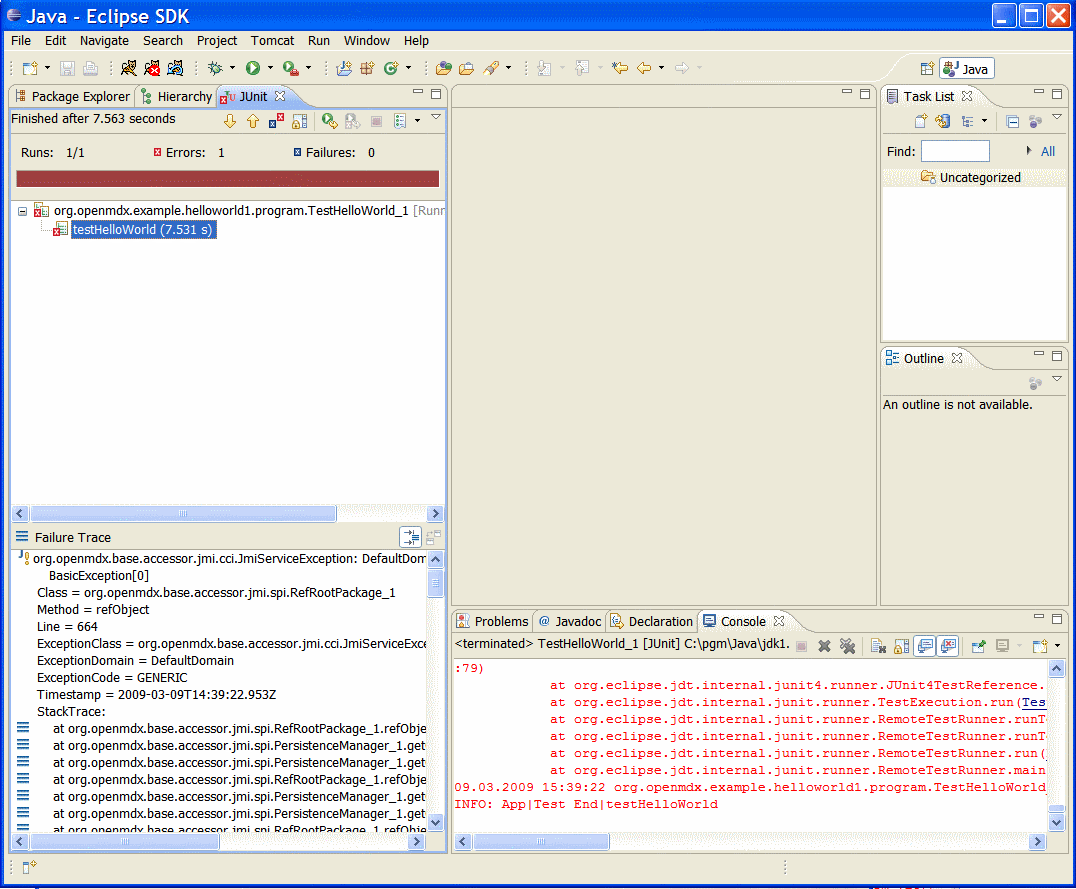 Java - Eclipse SDK
File Edit Navigate Search Project Tomcat Run Window Help
Java
Package Explorer Hierarchy JUnit
Finished after 7.563 seconds
Runs: 1/1 Errors: 1 Failures: 0
org.openmdx.example.helloworld1.program.TestHelloWorld_1 [Runn
testHelloWorld (7.531 s)
Failure Trace
org.openmdx.base.accessor.jmi.cci.JmiServiceException: DefaultDom
BasicException[0]
Class = org.openmdx.base.accessor.jmi.spi.RefRootPackage_1
Method = refObject
Line = 664
ExceptionClass = org.openmdx.base.accessor.jmi.cci.JmiServiceExce
ExceptionDomain = DefaultDomain
ExceptionCode = GENERIC
Timestamp = 2009-03-09T14:39:22.953Z
StackTrace:
at org.openmdx.base.accessor.jmi.spi.RefRootPackage_1.refObje
at org.openmdx.base.accessor.jmi.spi.PersistenceManager_1.get
at org.openmdx.base.accessor.jmi.spi.PersistenceManager_1.get
at org.openmdx.base.accessor.jmi.spi.RefRootPackage_1.refObje
at org.openmdx.base.accessor.jmi.spi.PersistenceManager_1.get
at org.openmdx.base.accessor.jmi.spi.PersistenceManager_1.get
at org.openmdx.base.accessor.jmi.spi.RefRootPackage_1.refObje
Task List
Find: All
Uncategorized
Outline
An outline is not available.
Problems @ Javadoc Declaration Console
<terminated> TestHelloWorld_1 [JUnit] C:\pgm\Java\jdk1.
:79)
at org.eclipse.jdt.internal.junit4.runner.JUnit4TestReference.
at org.eclipse.jdt.internal.junit.runner.TestExecution.run(Tes
at org.eclipse.jdt.internal.junit.runner.RemoteTestRunner.runTe
at org.eclipse.jdt.internal.junit.runner.RemoteTestRunner.runTe
at org.eclipse.jdt.internal.junit.runner.RemoteTestRunner.run(
at org.eclipse.jdt.internal.junit.runner.RemoteTestRunner.main
09.03.2009 15:39:22 org.openmdx.example.helloworld1.program.TestHelloWorld_
INFO: App|Test End|testHelloWorld